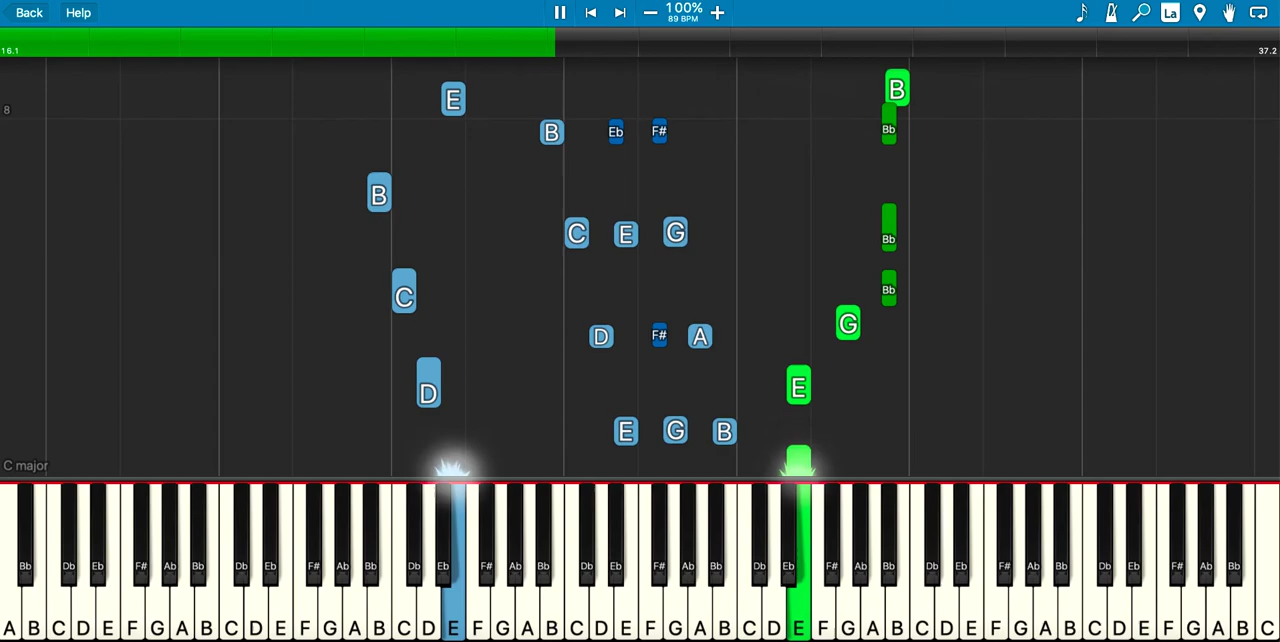 Back Help 100% La
89 BPM
16.1 37.2
B
E
8
Bb
B Eb F#
B
C E G Bb
Bb
C
G
D F# A
E
D
E G B
C major
Bb Db Eb F# Ab Bb Db Eb F# Ab Bb Db Eb F# Ab Bb Db Eb F# Ab Bb Db Eb F# Ab Bb Db Eb F# Ab Bb Db Eb F# Ab Bb
A B C D E F G A B C D E F G A B C D E F G A B C D E F G A B C D E F G A B C D E F G A B C D E F G A B C